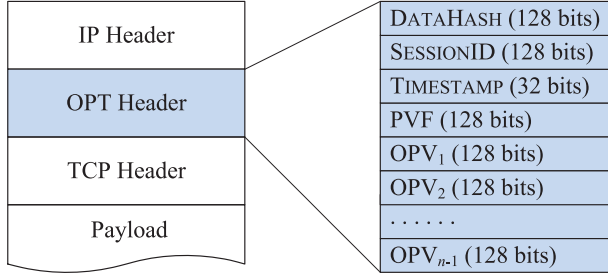 IP Header
OPT Header
TCP Header
Payload
DATAHASH (128 bits)
SESSIONID (128 bits)
TIMESTAMP (32 bits)
PVF (128 bits)
OPV₁ (128 bits)
OPV₂ (128 bits)
. . . . . .
OPVₙ₋₁ (128 bits)